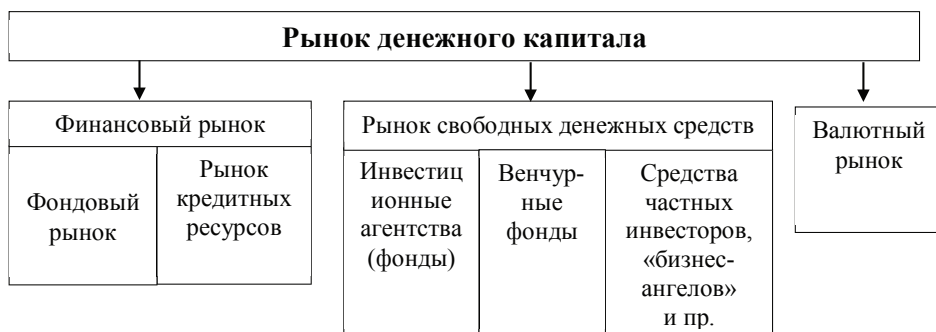 Рынок денежного капитала
Финансовый рынок
Фондовый
рынок
Рынок
кредитных
ресурсов
Рынок свободных денежных средств
Инвестиц
ионные
агентства
(фонды)
Венчур-
ные
фонды
Средства
частных
инвесторов,
«бизнес-
ангелов»
и пр.
Валютный
рынок